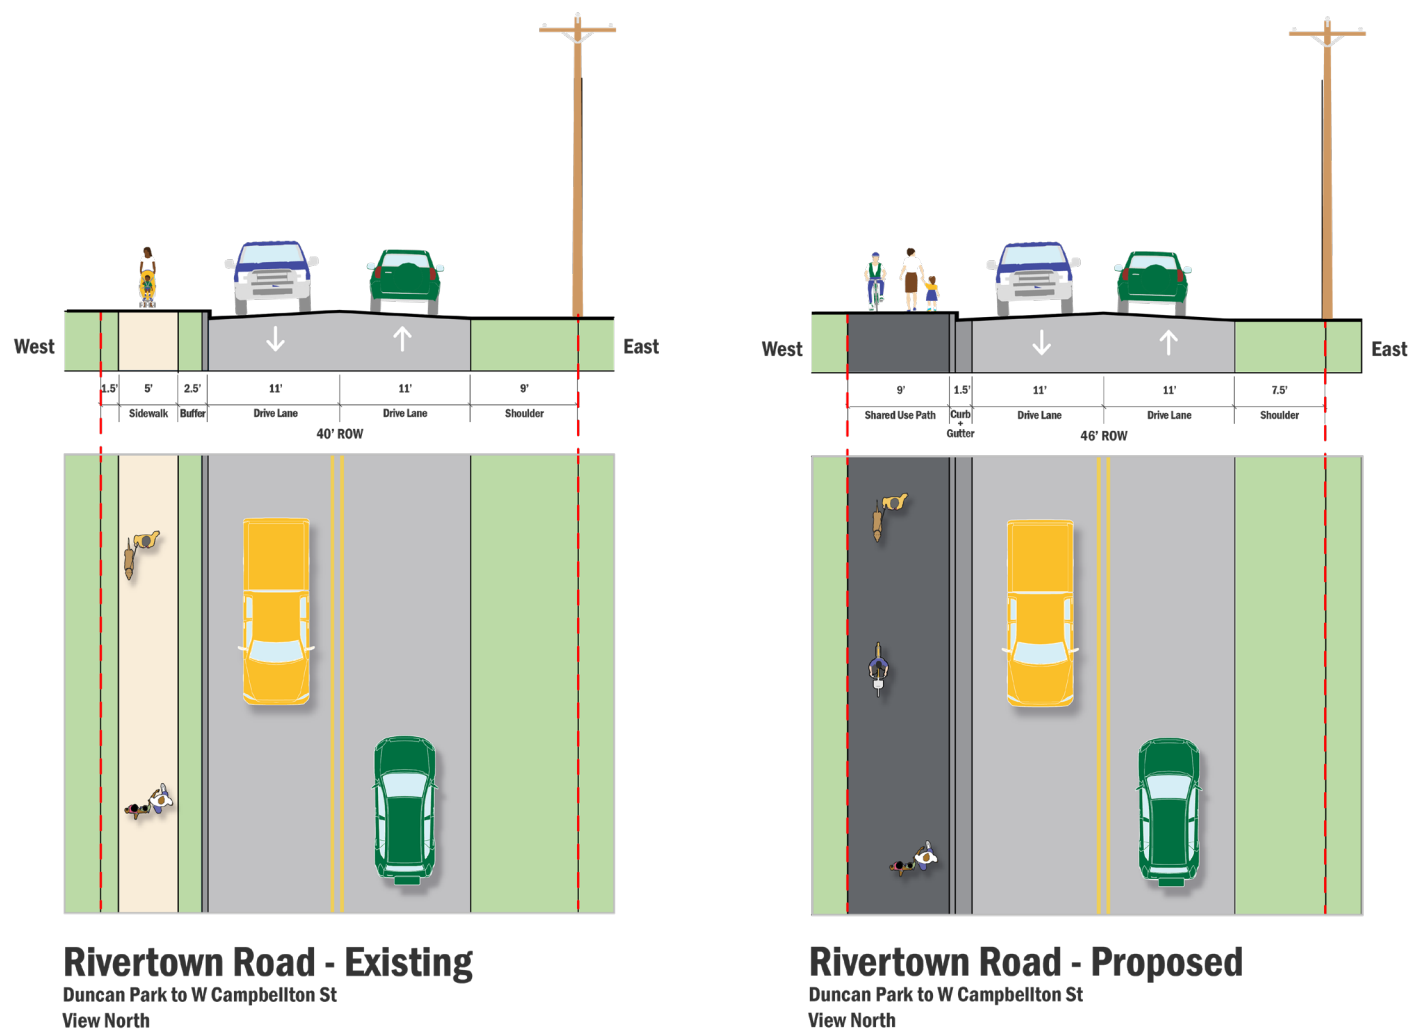 West
East
1.5' 5' 2.5' 11' 11' 9'
Sidewalk Buffer Drive Lane Drive Lane Shoulder
40' ROW
Rivertown Road - Existing
Duncan Park to W Campbellton St
View North
West
East
9' 1.5' 11' 11' 7.5'
Shared Use Path Curb + Gutter Drive Lane Drive Lane Shoulder
46' ROW
Rivertown Road - Proposed
Duncan Park to W Campbellton St
View North